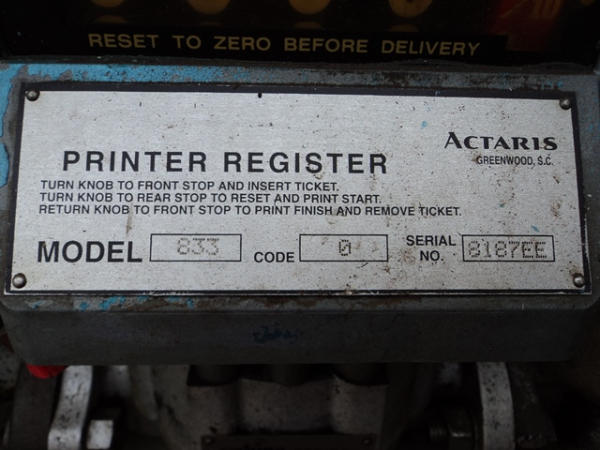 RESET TO ZERO BEFORE DELIVERY
ACTARIS
GREENWOOD, S.C.
PRINTER REGISTER
TURN KNOB TO FRONT STOP AND INSERT TICKET.
TURN KNOB TO REAR STOP TO RESET AND PRINT START.
RETURN KNOB TO FRONT STOP TO PRINT FINISH AND REMOVE TICKET.
MODEL 833 CODE 0 SERIAL NO. 8187EE